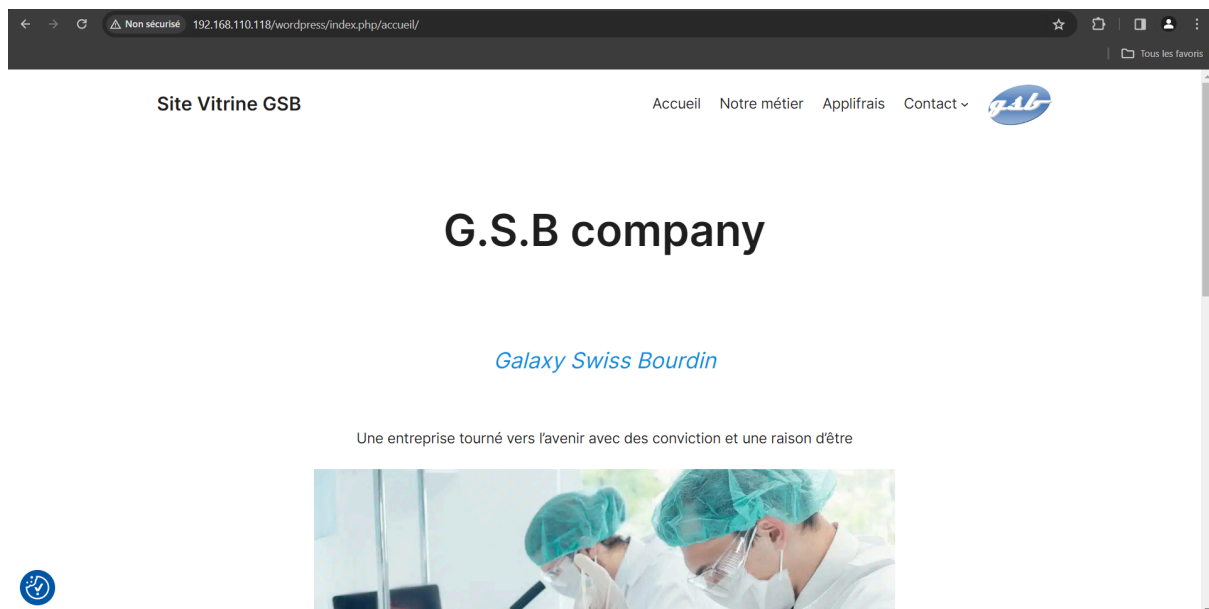 Non sécurisé 192.168.110.118/wordpress/index.php/accueil/
Tous les favoris
Site Vitrine GSB Accueil Notre métier Applifrais Contact gsb
G.S.B company
Galaxy Swiss Bourdin
Une entreprise tourné vers l'avenir avec des conviction et une raison d'être